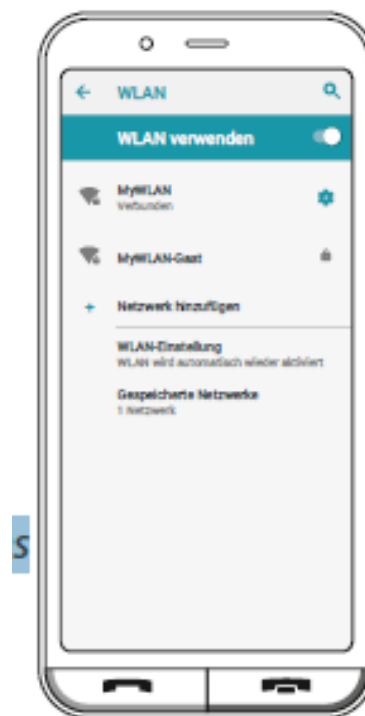 WLAN
WLAN verwenden
MyWLAN
Verbunden
MyWLAN-Gast
Netzwerk hinzufügen
WLAN-Einstellung
WLAN wird automatisch wieder aktiviert
Gespeicherte Netzwerke
1 Netzwerk
s